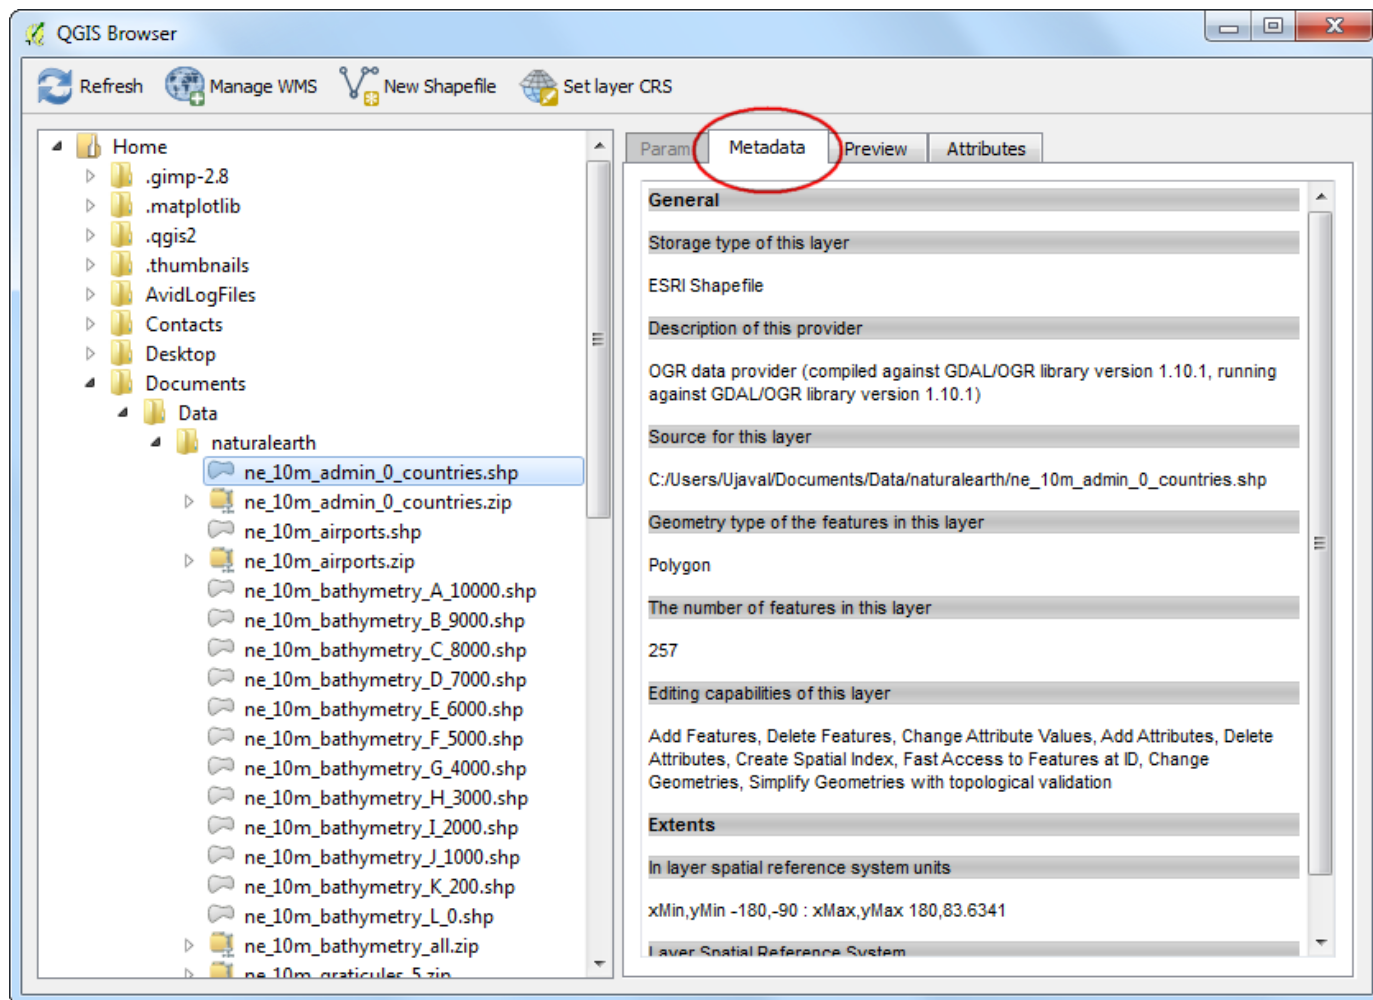 QGIS Browser
Refresh Manage WMS New Shapefile Set layer CRS
Home
.gimp-2.8
.matplotlib
.qgis2
.thumbnails
AvidLogFiles
Contacts
Desktop
Documents
Data
naturalearth
ne_10m_admin_0_countries.shp
ne_10m_admin_0_countries.zip
ne_10m_airports.shp
ne_10m_airports.zip
ne_10m_bathymetry_A_10000.shp
ne_10m_bathymetry_B_9000.shp
ne_10m_bathymetry_C_8000.shp
ne_10m_bathymetry_D_7000.shp
ne_10m_bathymetry_E_6000.shp
ne_10m_bathymetry_F_5000.shp
ne_10m_bathymetry_G_4000.shp
ne_10m_bathymetry_H_3000.shp
ne_10m_bathymetry_I_2000.shp
ne_10m_bathymetry_J_1000.shp
ne_10m_bathymetry_K_200.shp
ne_10m_bathymetry_L_0.shp
ne_10m_bathymetry_all.zip
ne_10m_graticules_5.zip
Param Metadata Preview Attributes
General
Storage type of this layer
ESRI Shapefile
Description of this provider
OGR data provider (compiled against GDAL/OGR library version 1.10.1, running
against GDAL/OGR library version 1.10.1)
Source for this layer
C:/Users/Ujaval/Documents/Data/naturalearth/ne_10m_admin_0_countries.shp
Geometry type of the features in this layer
Polygon
The number of features in this layer
257
Editing capabilities of this layer
Add Features, Delete Features, Change Attribute Values, Add Attributes, Delete
Attributes, Create Spatial Index, Fast Access to Features at ID, Change
Geometries, Simplify Geometries with topological validation
Extents
In layer spatial reference system units
xMin,yMin -180,-90 : xMax,yMax 180,83.6341
Layer Spatial Reference System